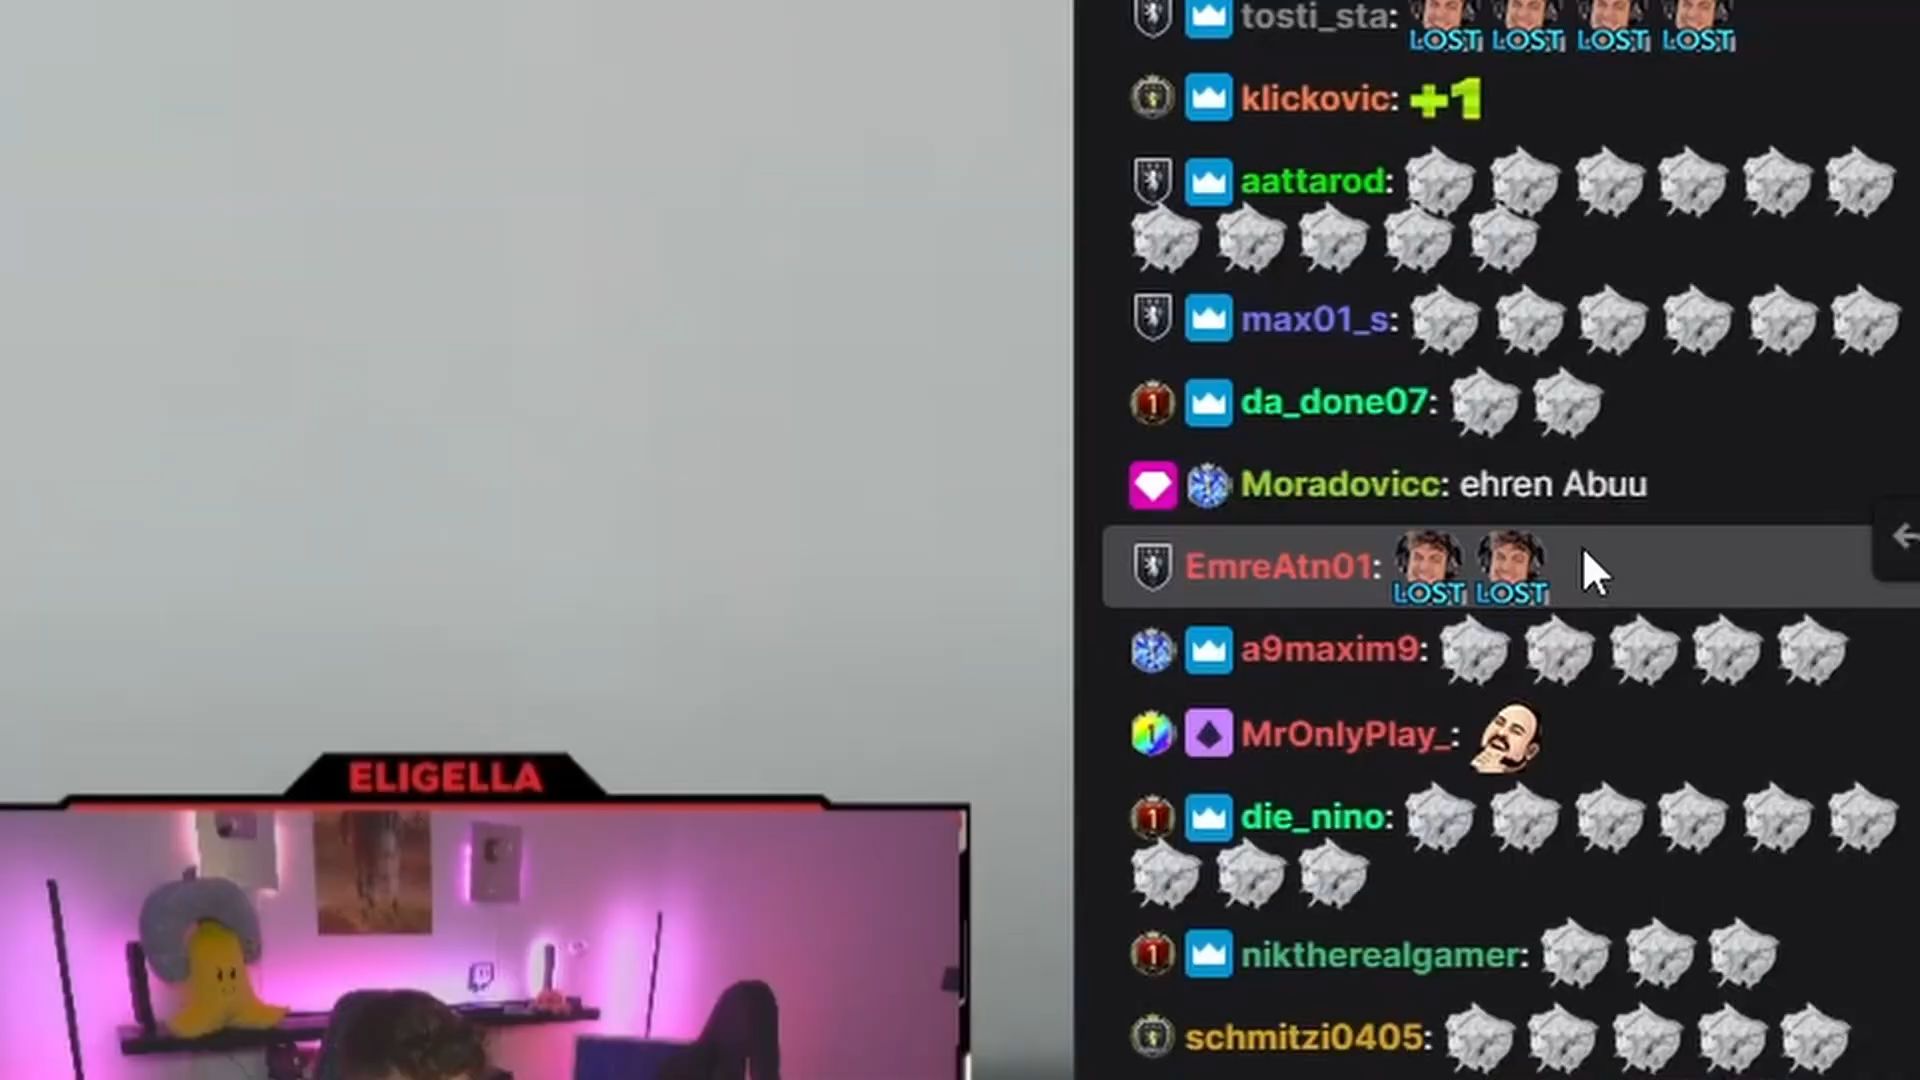 tosti_sta: LOST LOST LOST LOST
klickovic: +1
aattarod:
max01_s:
da_done07:
Moradovicc: ehren Abuu
EmreAtn01: LOST LOST
a9maxim9:
MrOnlyPlay_:
ELIGELLA
die_nino:
niktherealgamer:
schmitzi0405: